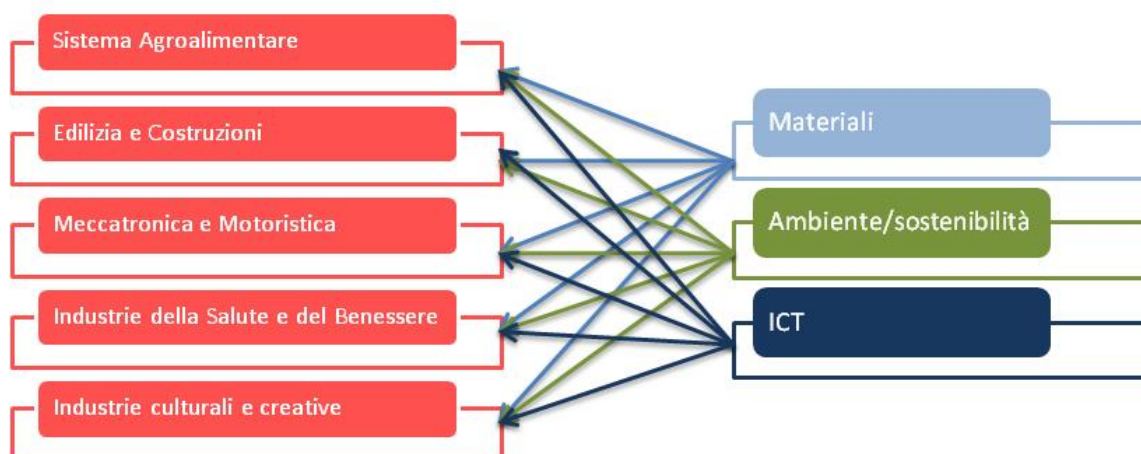 Sistema Agroalimentare
Edilizia e Costruzioni
Meccatronica e Motoristica
Industrie della Salute e del Benessere
Industrie culturali e creative
Materiali
Ambiente/sostenibilità
ICT